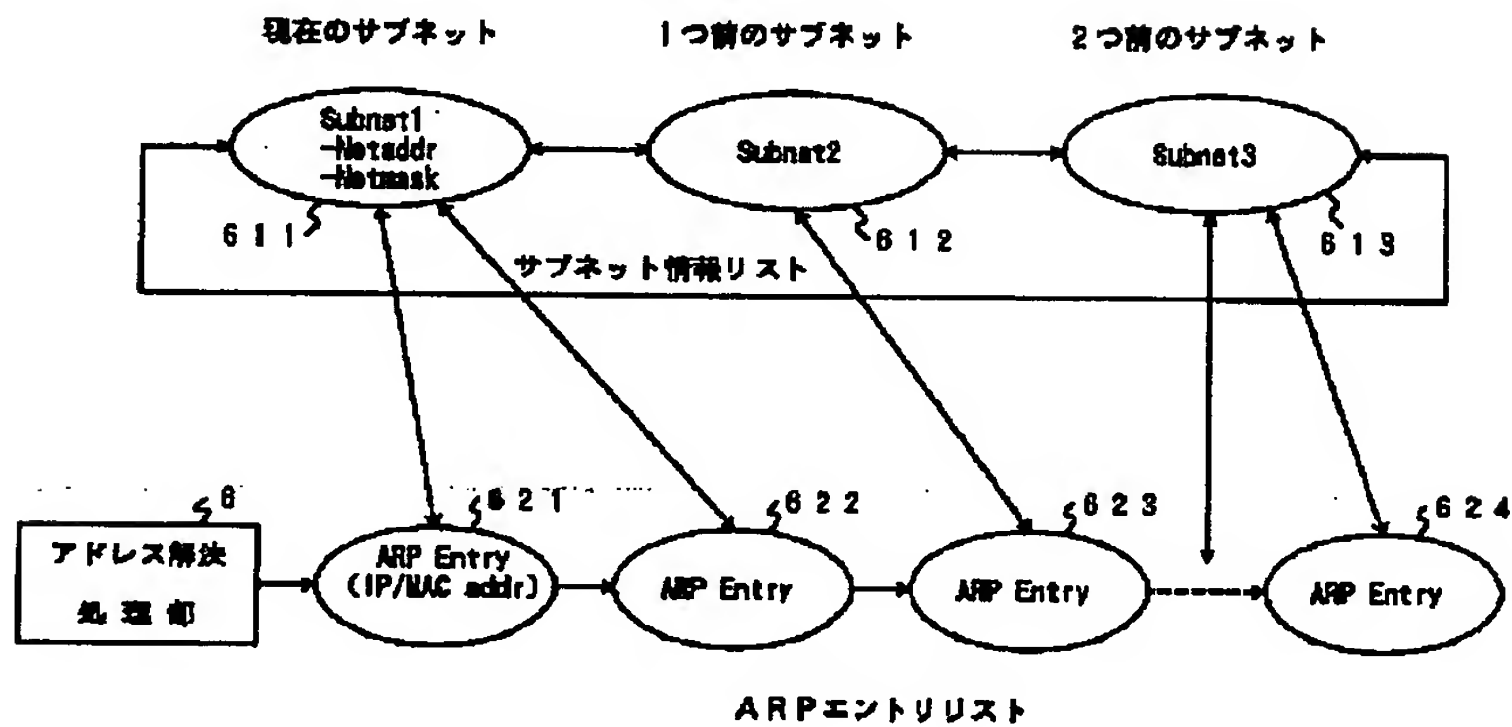 現在のサブネット
1つ前のサブネット
2つ前のサブネット
Subnet1
-Netaddr
-Netmask
Subnet2
Subnet3
611
612
613
サブネット情報リスト
6
621
622
623
624
アドレス解決
処理部
ARP Entry
(IP/MAC addr)
ARP Entry
ARP Entry
ARP Entry
ARPエントリリスト